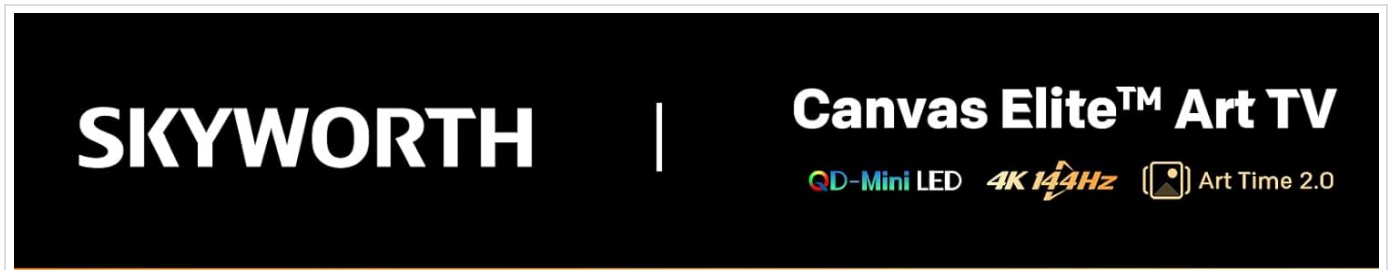 SKYWORTH
Canvas Elite™ Art TV
QD-Mini LED 4K 144Hz Art Time 2.0